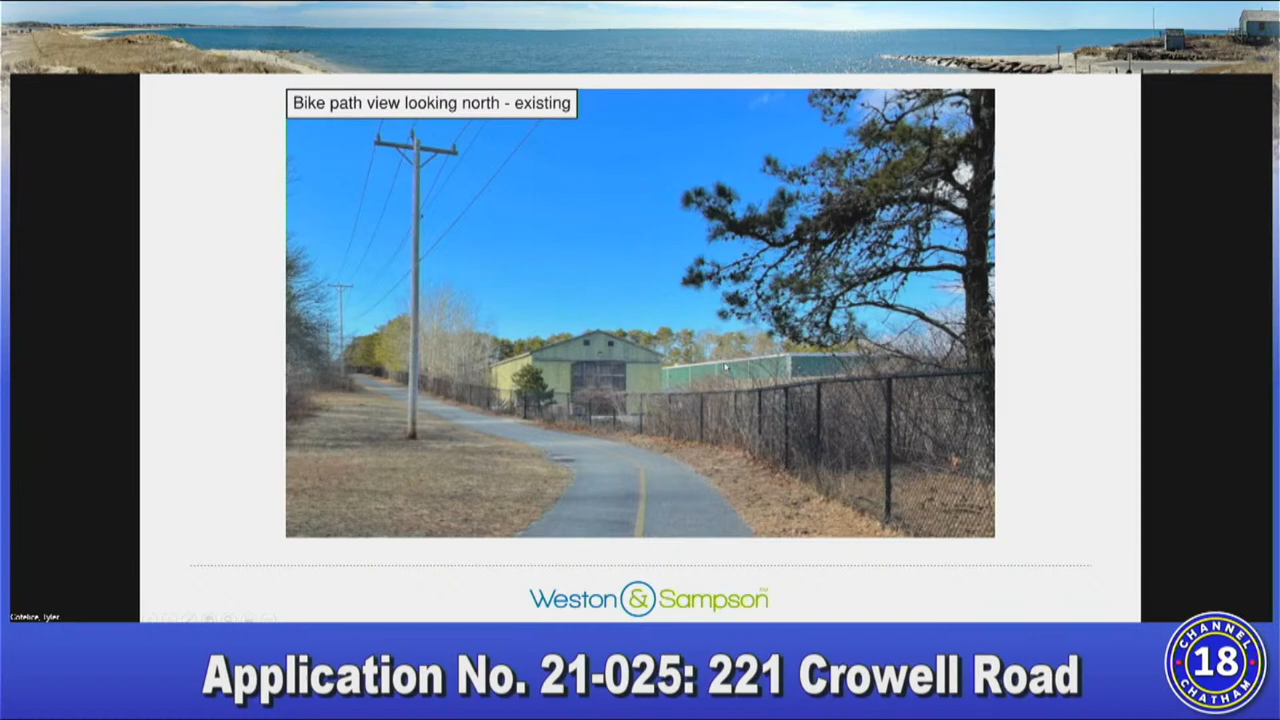 Bike path view looking north - existing
Weston & Sampson
Application No. 21-025: 221 Crowell Road
CHANNEL
18
CHATHAM